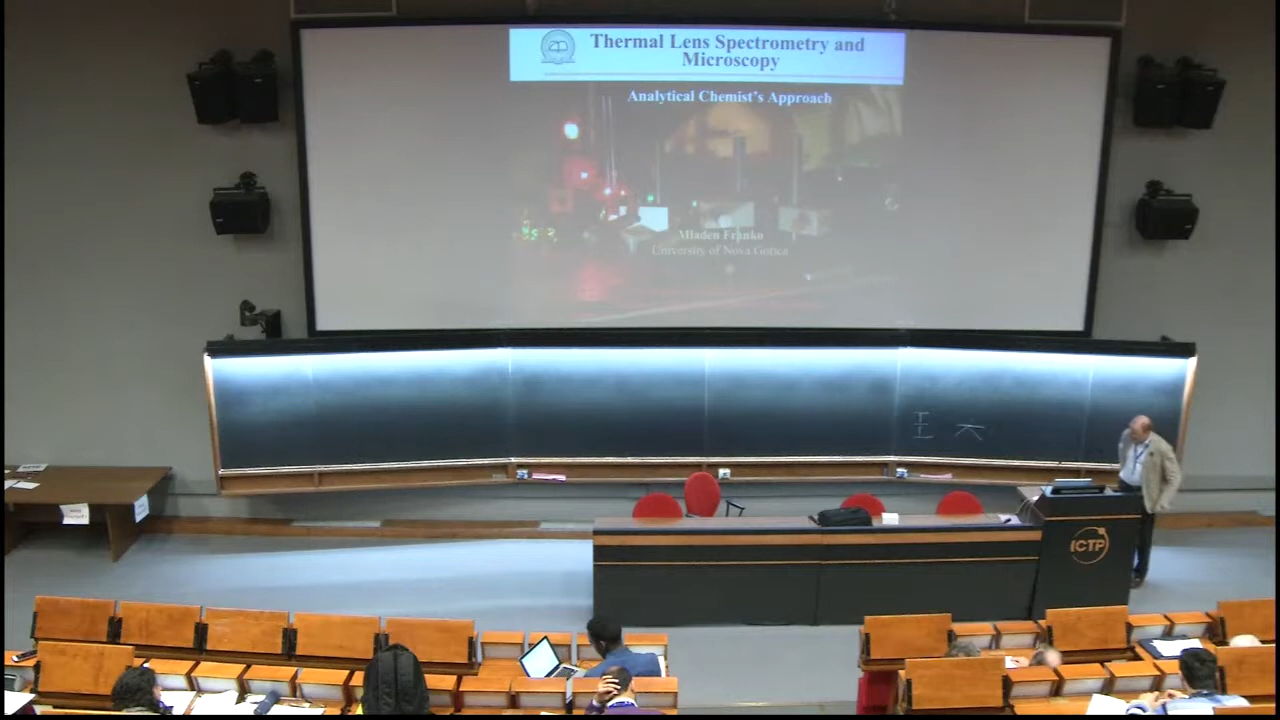 Thermal Lens Spectrometry and
Microscopy
Analytical Chemist's Approach
Mladen Franko
University of Nova Gorica
ICTP